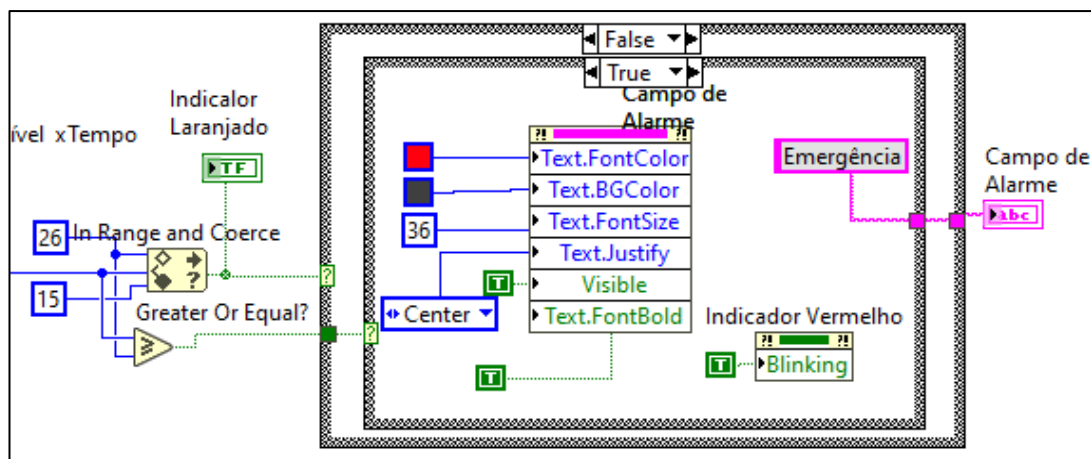 False
True
Campo de
Alarme
Indicalor
Laranjado
ível xTempo
TF
Text.FontColor
Text.BGColor
36
Text.FontSize
Text.Justify
Visible
Text.FontBold
T
Center
T
Emergência
Campo de
Alarme
abc
26
In Range and Coerce
?
?
15
Greater Or Equal?
?
Indicador Vermelho
T
Blinking